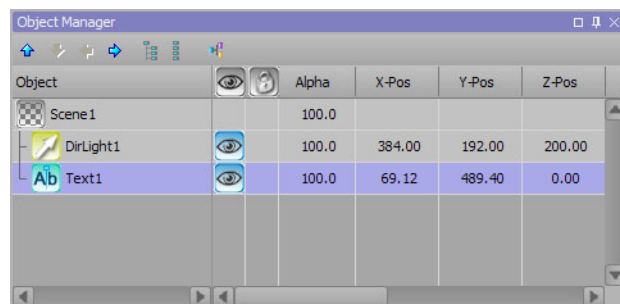 Object Manager
Object Alpha X-Pos Y-Pos Z-Pos
Scene1 100.0
DirLight1 100.0 384.00 192.00 200.00
Ab Text1 100.0 69.12 489.40 0.00